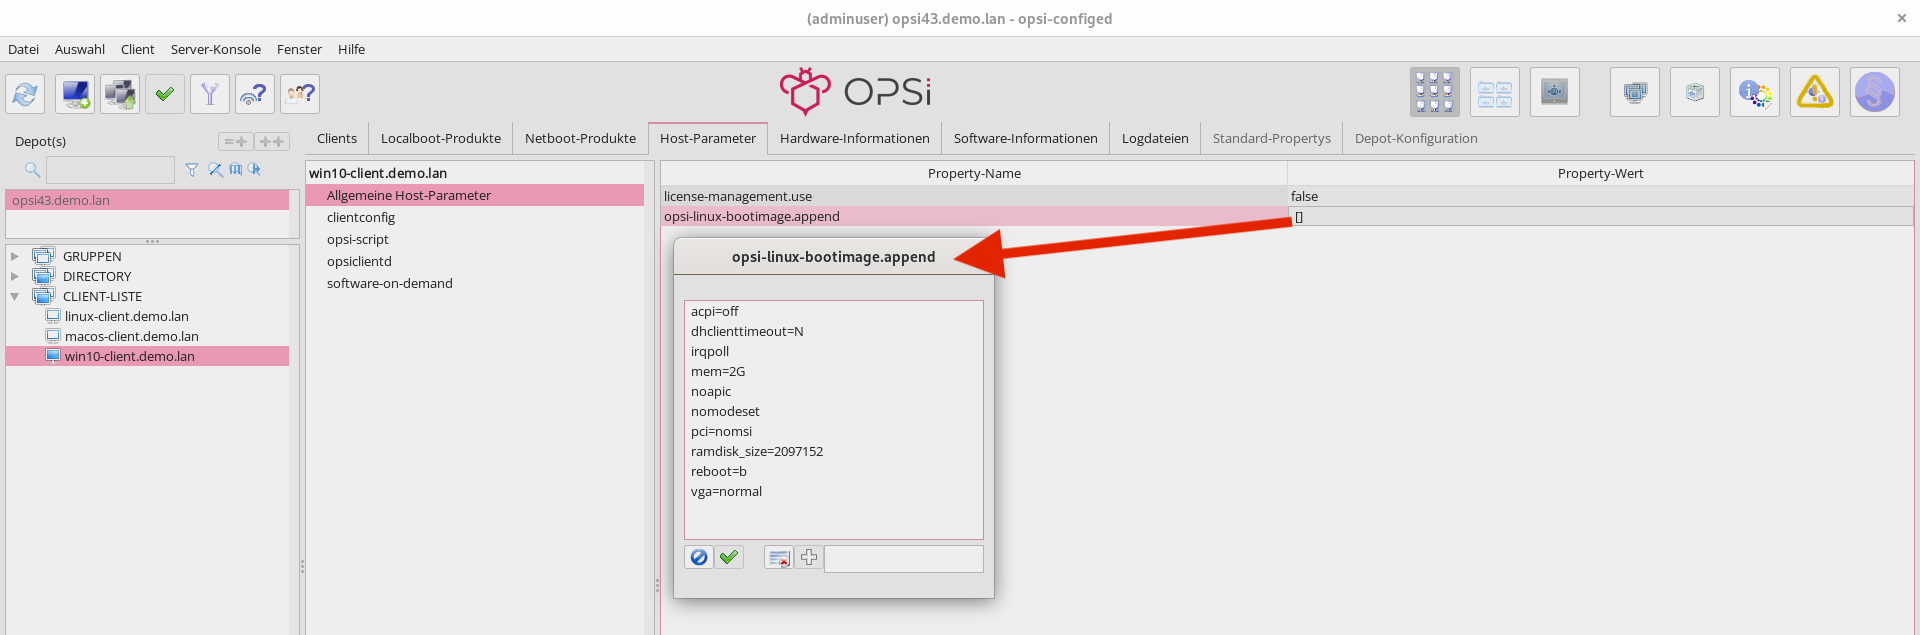 (adminuser) opsi43.demo.lan - opsi-configed
Datei Auswahl Client Server-Konsole Fenster Hilfe
OPSi
Depot(s)
Clients Localboot-Produkte Netboot-Produkte Host-Parameter Hardware-Informationen Software-Informationen Logdateien Standard-Propertys Depot-Konfiguration
opsi43.demo.lan
GRUPPEN
DIRECTORY
CLIENT-LISTE
linux-client.demo.lan
macos-client.demo.lan
win10-client.demo.lan
win10-client.demo.lan
Allgemeine Host-Parameter
clientconfig
opsi-script
opsiclientd
software-on-demand
Property-Name Property-Wert
license-management.use false
opsi-linux-bootimage.append []
opsi-linux-bootimage.append
acpi=off
dhclienttimeout=N
irqpoll
mem=2G
noapic
nomodeset
pci=nomsi
ramdisk_size=2097152
reboot=b
vga=normal